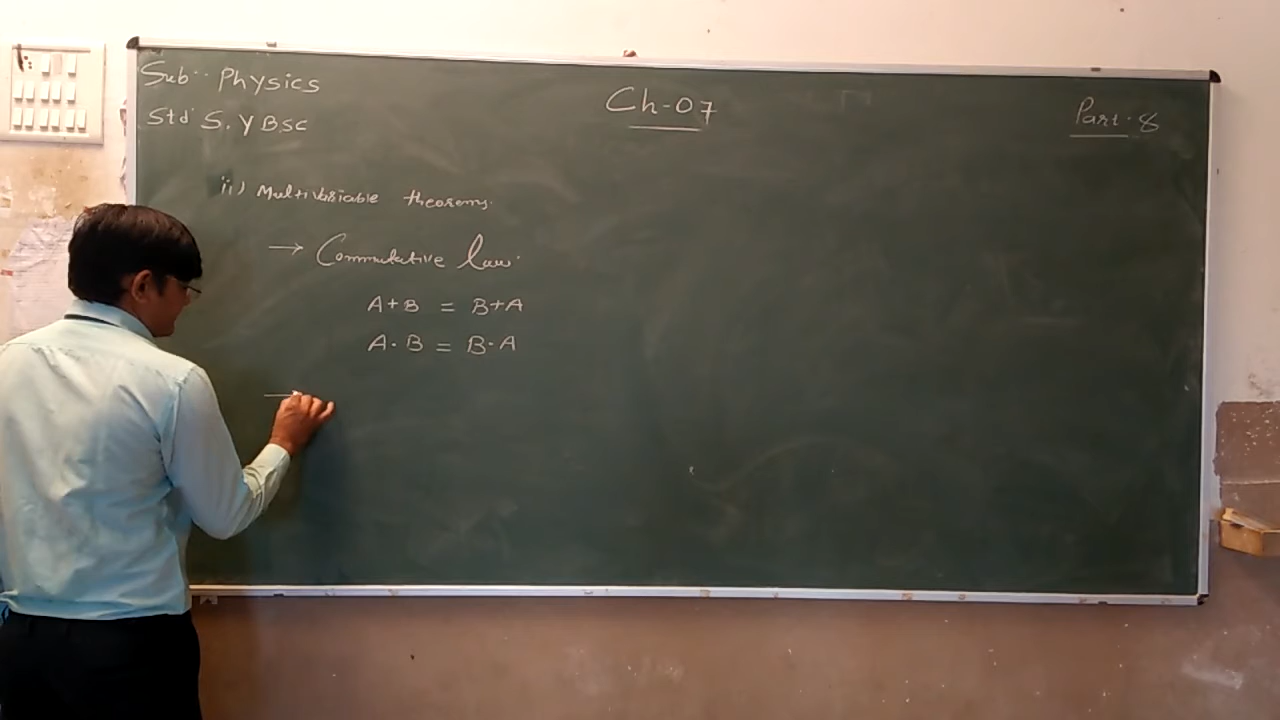 Sub:- Physics
Std S.Y BSC
Ch-07
Part-8
ii) Multivariable theorems.
→ Commutative law.
A+B = B+A
A·B = B·A